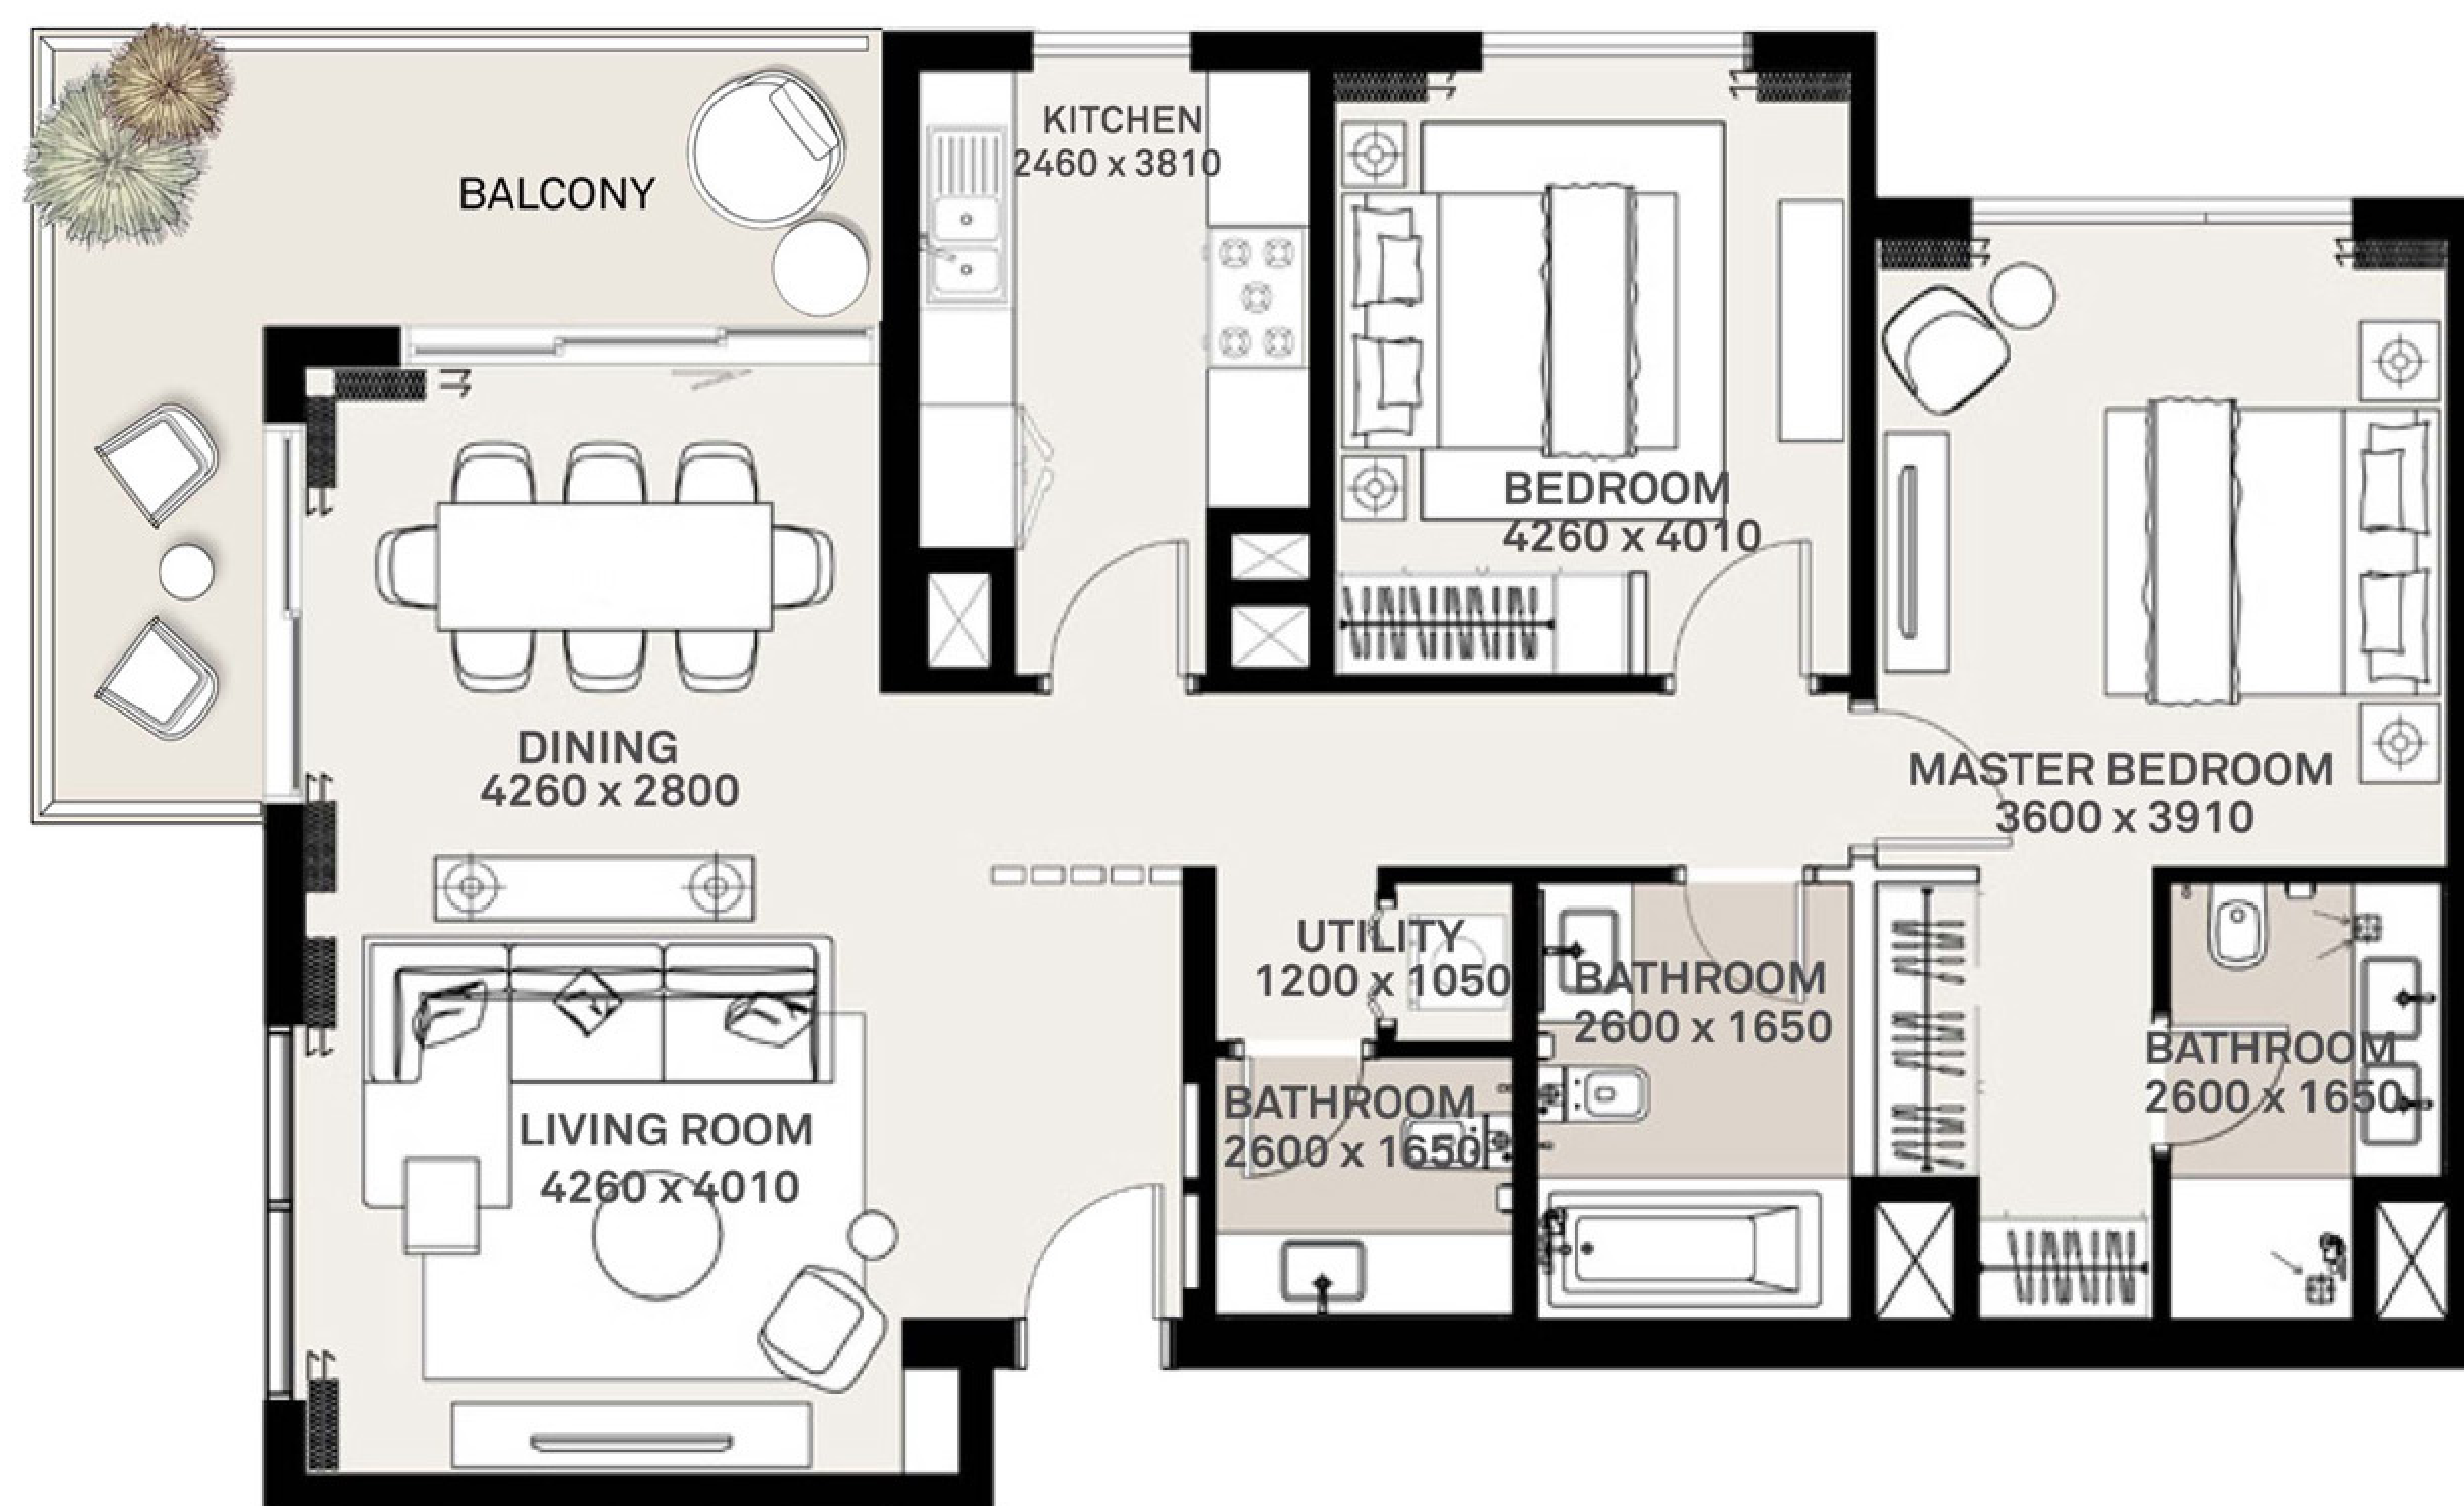 BALCONY
KITCHEN
2460 x 3810
BEDROOM
4260 x 4010
DINING
4260 x 2800
MASTER BEDROOM
3600 x 3910
UTILITY
1200 x 1050
BATHROOM
2600 x 1650
BATHROOM
2600 x 1650
BATHROOM
2600 x 1650
LIVING ROOM
4260 x 4010